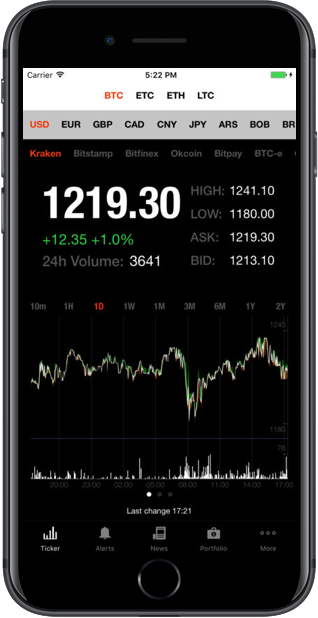 Carrier 5:22 PM
BTC ETC ETH LTC
USD EUR GBP CAD CNY JPY ARS BOB BR
Kraken Bitstamp Bitfinex Okcoin Bitpay BTC-e
1219.30
+12.35 +1.0%
24h Volume: 3641
HIGH: 1241.10
LOW: 1180.00
ASK: 1219.30
BID: 1213.10
10m 1H 1D 1W 1M 3M 6M 1Y 2Y
1245
1180
76
20:00 23:00 02:00 05:00 08:00 11:00 14:00 17:00
Last change 17:21
Ticker Alerts News Portfolio More